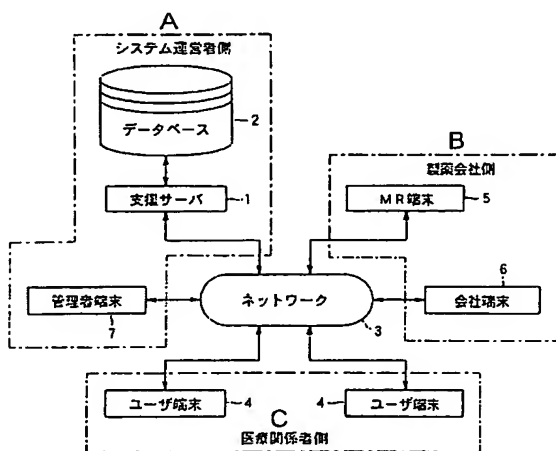 A
システム運営者側
データベース
2
支援サーバ
1
B
製薬会社側
MR端末
5
管理者端末
7
ネットワーク
3
6
会社端末
ユーザ端末
4
C
4
ユーザ端末
医療関係者側